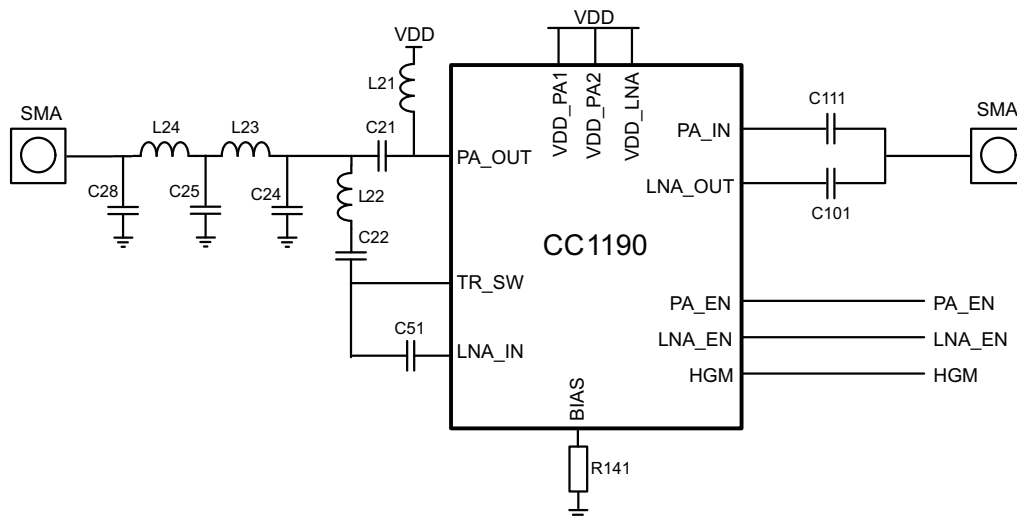 VDD
VDD
L21
VDD_PA1
VDD_PA2
VDD_LNA
SMA
L24
L23
C21
PA_OUT
PA_IN
C111
SMA
C28
C25
C24
L22
LNA_OUT
C101
C22
CC1190
TR_SW
PA_EN
PA_EN
C51
LNA_IN
LNA_EN
LNA_EN
HGM
HGM
BIAS
R141